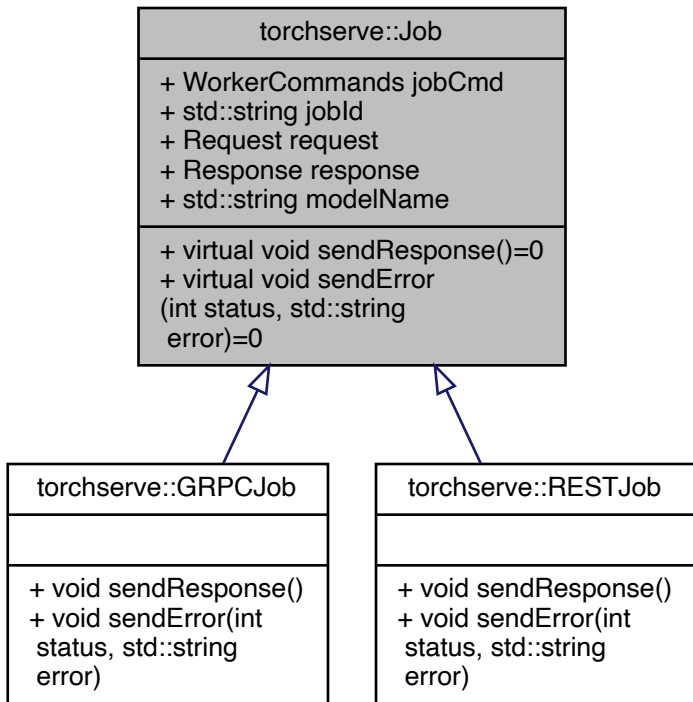 torchserve::Job
+ WorkerCommands jobCmd
+ std::string jobId
+ Request request
+ Response response
+ std::string modelName
+ virtual void sendResponse()=0
+ virtual void sendError
(int status, std::string
error)=0
torchserve::GRPCJob
+ void sendResponse()
+ void sendError(int
status, std::string
error)
torchserve::RESTJob
+ void sendResponse()
+ void sendError(int
status, std::string
error)